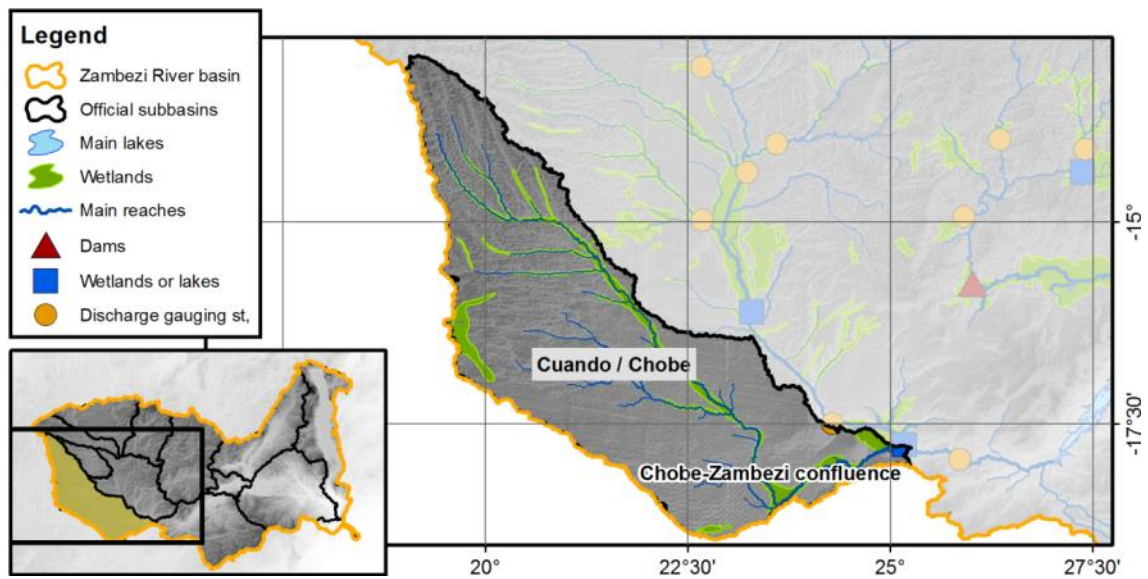 Legend
Zambezi River basin
Official subbasins
Main lakes
Wetlands
Main reaches
Dams
Wetlands or lakes
Discharge gauging st,
Cuando / Chobe
Chobe-Zambezi confluence
-15°
-17°30'
20°
22°30'
25°
27°30'